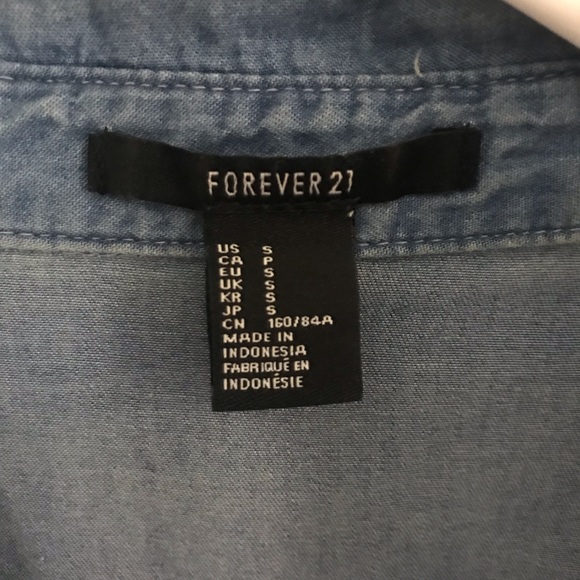 FOREVER 21
US S
CA P
EU S
UK S
KR S
JP S
CN 160/84A
MADE IN
INDONESIA
FABRIQUÉ EN
INDONÉSIE